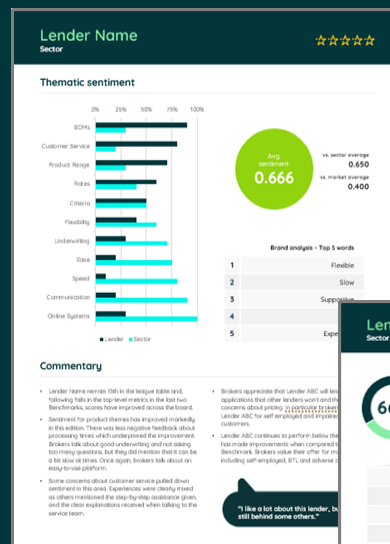 Lender Name
Sector
Thematic sentiment
0% 25% 50% 75% 100%
BDMs
Customer Service
Product Range
Rates
Criteria
Flexibility
Underwriting
Ease
Speed
Communication
Online Systems
Lender Sector
Avg.
sentiment:
0.666
vs. sector average
0.650
vs. market average
0.400
Brand analysis - Top 5 words
1 Flexible
2 Slow
3 Supportive
4
5 Expe
Commentary
• Lender Name remain 13th in the league table and,
following falls in the top-level metrics in the last two
Benchmarks, scores have improved across the board.
• Sentiment for product themes has improved markedly
in this edition. There was less negative feedback about
processing times which underpinned the improvement.
Brokers talk about good underwriting and not asking
too many questions, but they did mention that it can be
a bit slow at times. Once again, brokers talk about an
easy-to-use platform.
• Some concerns about customer service pulled down
sentiment in this area. Experiences were clearly mixed
as others mentioned the step-by-step assistance given,
and the clear explanations received when talking to the
service team.
• Brokers appreciate that Lender ABC will
applications that other lenders won't and th
concerns about pricing. In particular broker
Lender ABC for self employed and impaire
customers.
• Lender ABC continues to perform below the
has made improvements when compared t
Benchmark. Brokers value their offer for m
including self-employed, BTL and adverse c
"I like a lot about this lender, bu
still behind some others."
Len
Sector
6